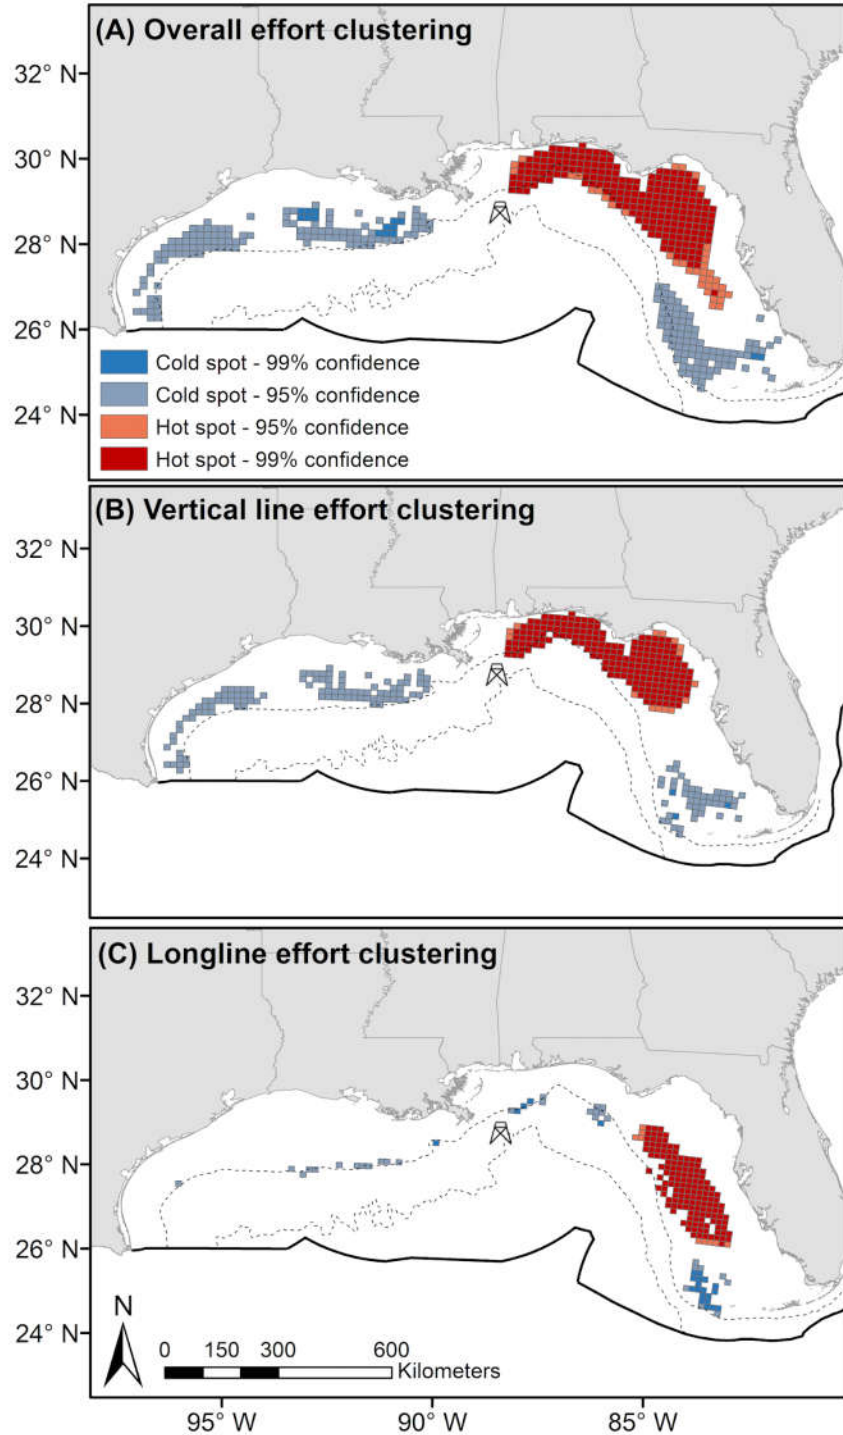 (A) Overall effort clustering
32° N
30° N
28° N
26° N
24° N
Cold spot - 99% confidence
Cold spot - 95% confidence
Hot spot - 95% confidence
Hot spot - 99% confidence
(B) Vertical line effort clustering
32° N
30° N
28° N
26° N
24° N
(C) Longline effort clustering
32° N
30° N
28° N
26° N
24° N
N
0 150 300 600
Kilometers
95° W 90° W 85° W